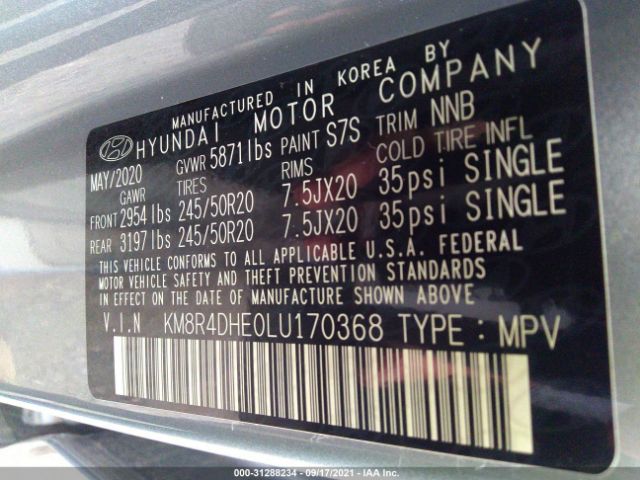 MANUFACTURED IN KOREA BY
HYUNDAI MOTOR COMPANY
MAY/2020 GVWR 5871lbs PAINT S7S TRIM NNB
GAWR TIRES RIMS COLD TIRE INFL
FRONT 2954lbs 245/50R20 7.5JX20 35psi SINGLE
REAR 3197lbs 245/50R20 7.5JX20 35psi SINGLE
THIS VEHICLE CONFORMS TO ALL APPLICABLE U.S.A. FEDERAL
MOTOR VEHICLE SAFETY AND THEFT PREVENTION STANDARDS
IN EFFECT ON THE DATE OF MANUFACTURE SHOWN ABOVE
V.I.N KM8R4DHE0LU170368 TYPE : MPV
000-31288234 - 09/17/2021 - IAA Inc.